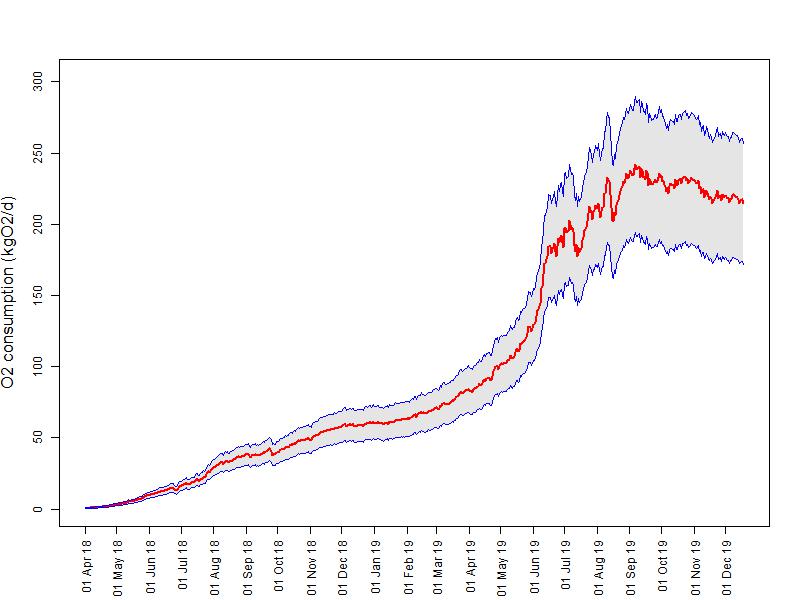 O2 consumption (kgO2/d)
300
250
200
150
100
50
0
01 Apr 18
01 May 18
01 Jun 18
01 Jul 18
01 Aug 18
01 Sep 18
01 Oct 18
01 Nov 18
01 Dec 18
01 Jan 19
01 Feb 19
01 Mar 19
01 Apr 19
01 May 19
01 Jun 19
01 Jul 19
01 Aug 19
01 Sep 19
01 Oct 19
01 Nov 19
01 Dec 19